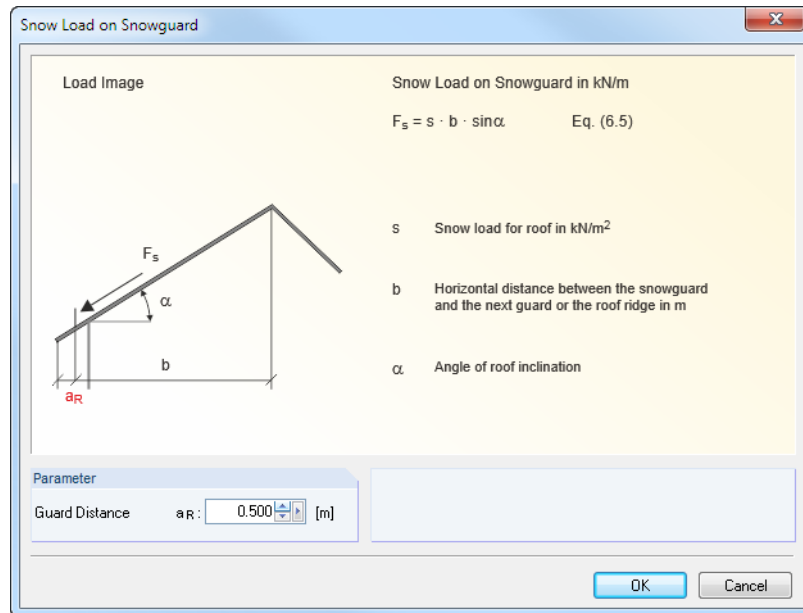 Snow Load on Snowguard
Load Image
Snow Load on Snowguard in kN/m
Fs = s · b · sinα Eq. (6.5)
s Snow load for roof in kN/m2
b Horizontal distance between the snowguard
and the next guard or the roof ridge in m
α Angle of roof inclination
Fs
α
b
aR
Parameter
Guard Distance aR: 0.500 [m]
OK
Cancel